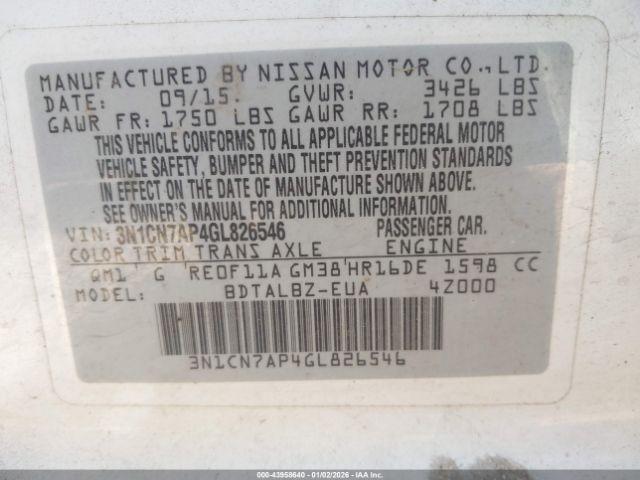 MANUFACTURED BY NISSAN MOTOR CO.,LTD.
DATE: 09/15. GVWR: 3426 LBS
GAWR FR: 1750 LBS GAWR RR: 1708 LBS
THIS VEHICLE CONFORMS TO ALL APPLICABLE FEDERAL MOTOR
VEHICLE SAFETY, BUMPER AND THEFT PREVENTION STANDARDS
IN EFFECT ON THE DATE OF MANUFACTURE SHOWN ABOVE.
SEE OWNER'S MANUAL FOR ADDITIONAL INFORMATION.
VIN: 3N1CN7AP4GL826546 PASSENGER CAR.
COLOR TRIM TRANS AXLE ENGINE
QM1 G RE0F11A GM38 HR16DE 1598 CC
MODEL: BDTALBZ-EUA 4Z000
3N1CN7AP4GL826546
000-43958640 - 01/02/2026 - IAAI.com